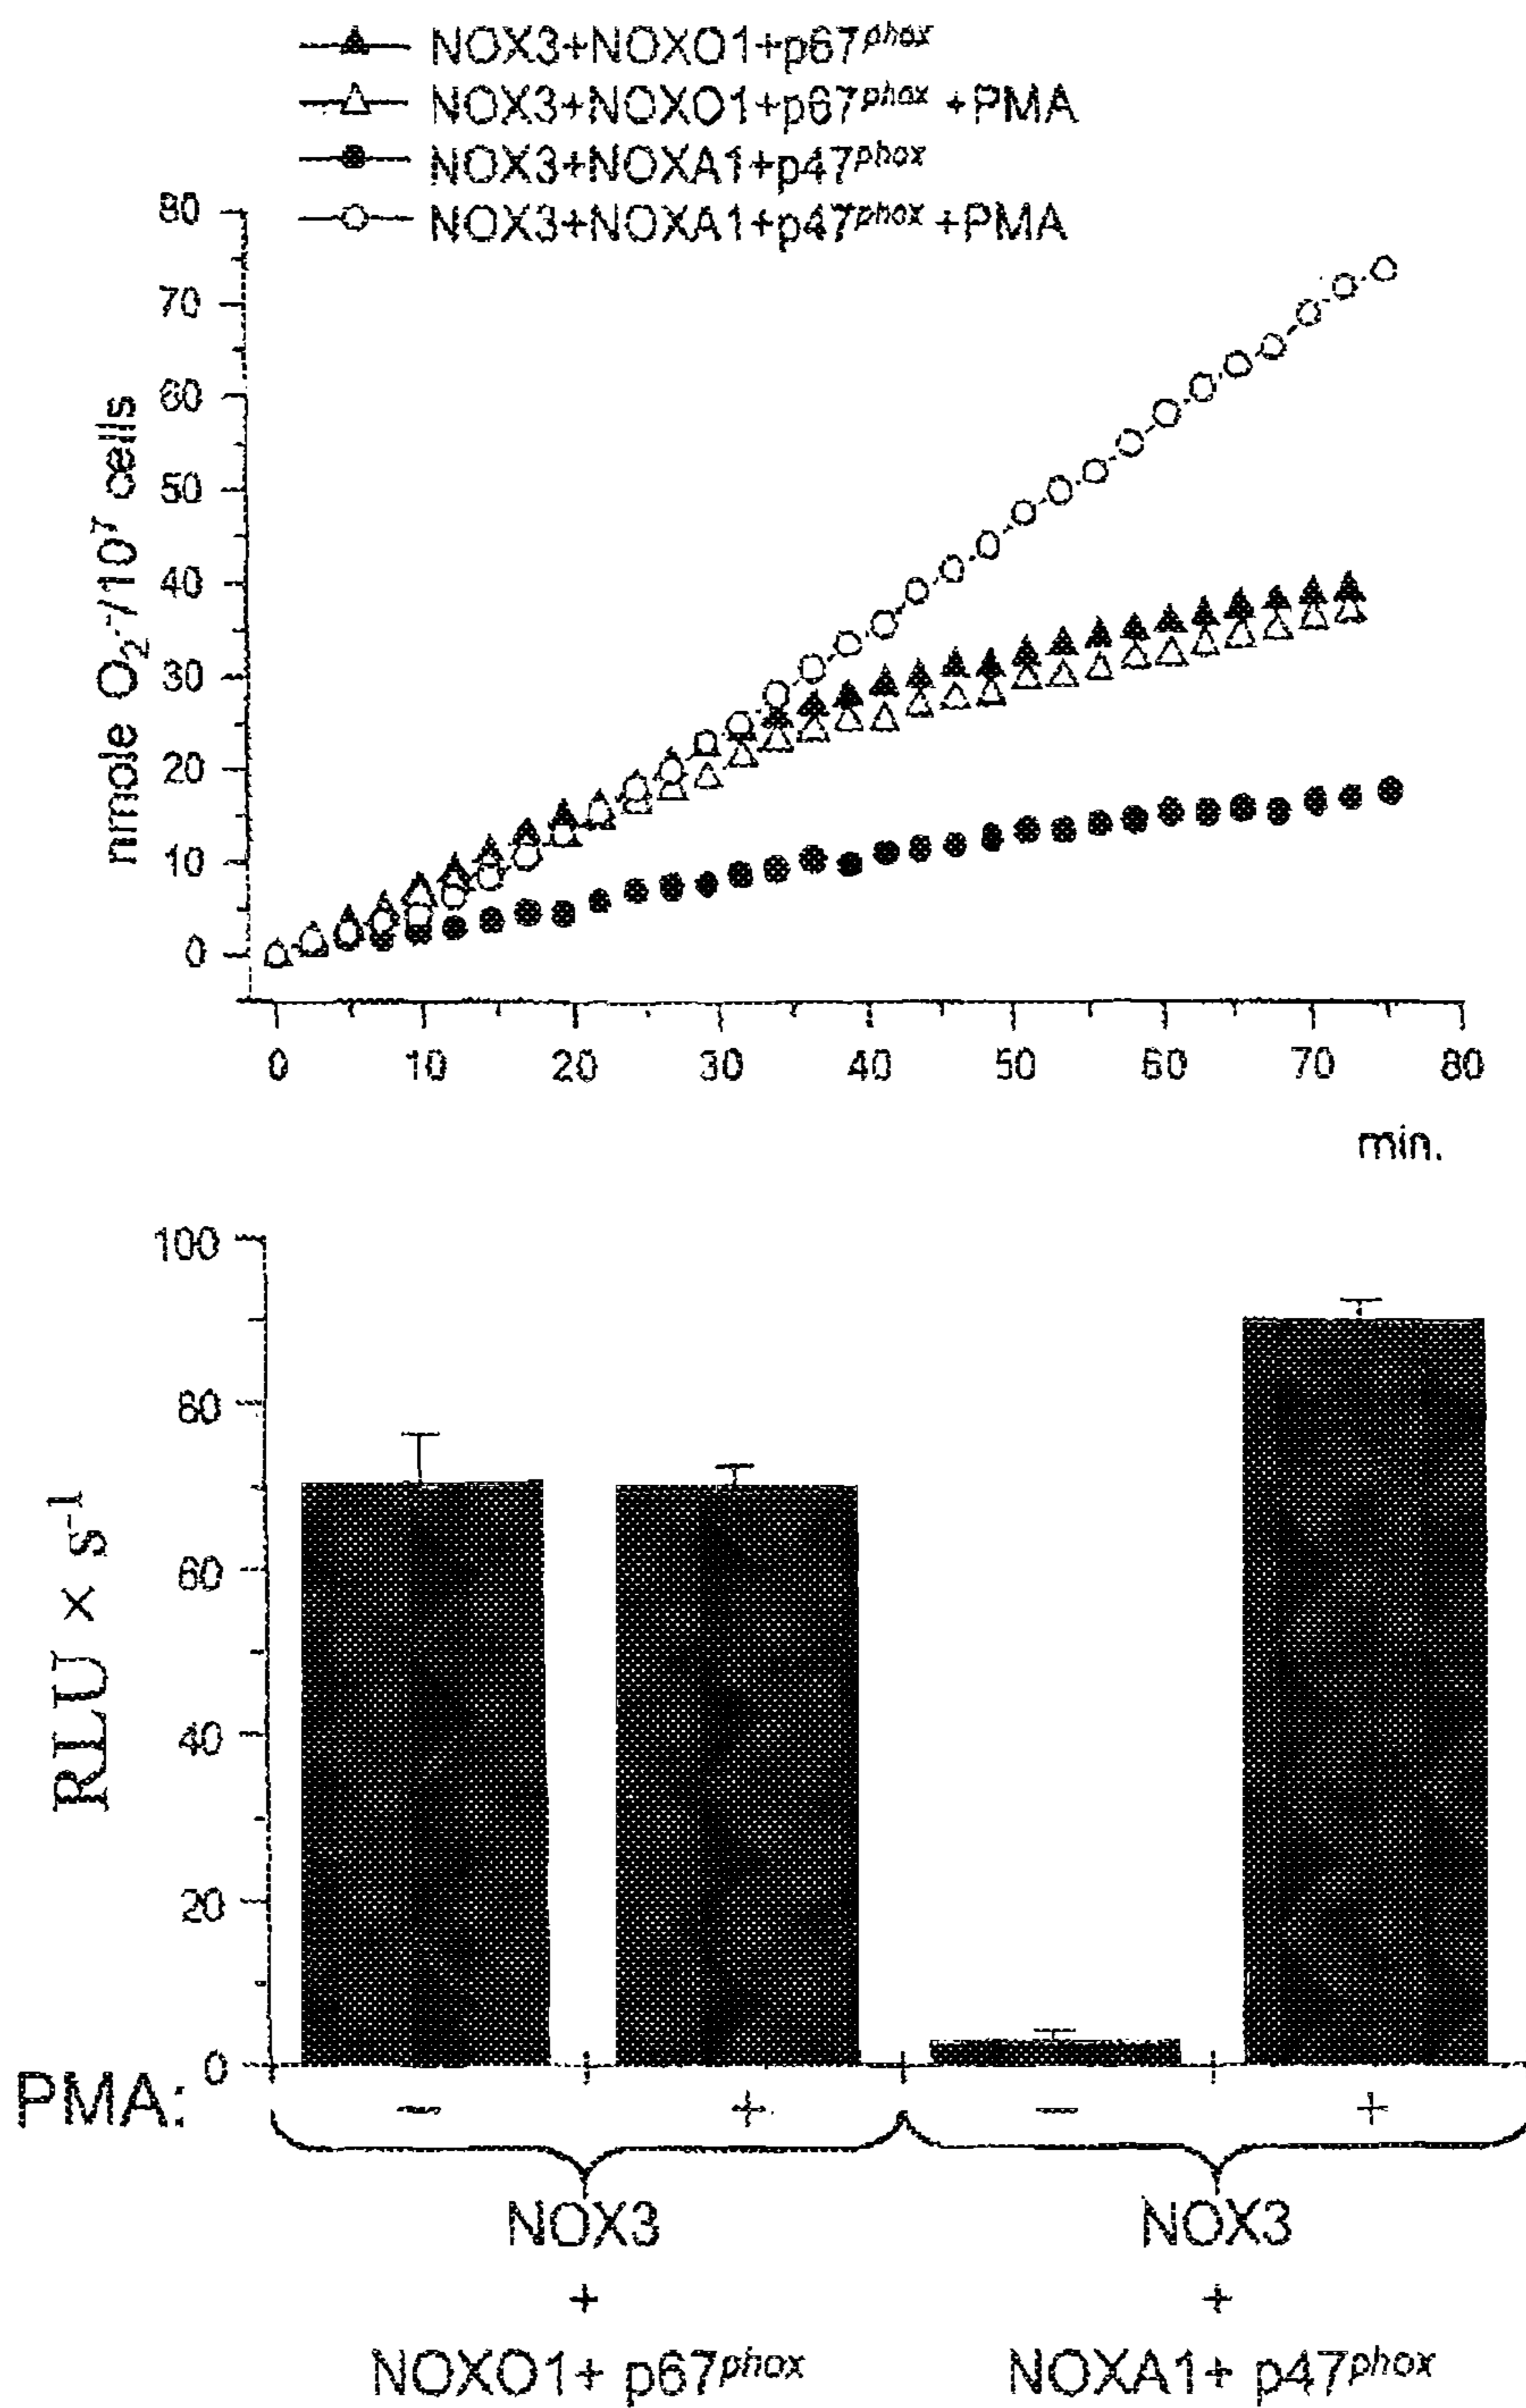 NOX3+NOXO1+p67phox
NOX3+NOXO1+p67phox +PMA
NOX3+NOXA1+p47phox
NOX3+NOXA1+p47phox +PMA
80
70
60
50
40
30
20
10
0
nmole O2·-/10^7 cells
0 10 20 30 40 50 60 70 80
min.
100
80
60
40
20
0
RLU × s-1
PMA: − + − +
NOX3 NOX3
+ +
NOXO1+ p67phox NOXA1+ p47phox